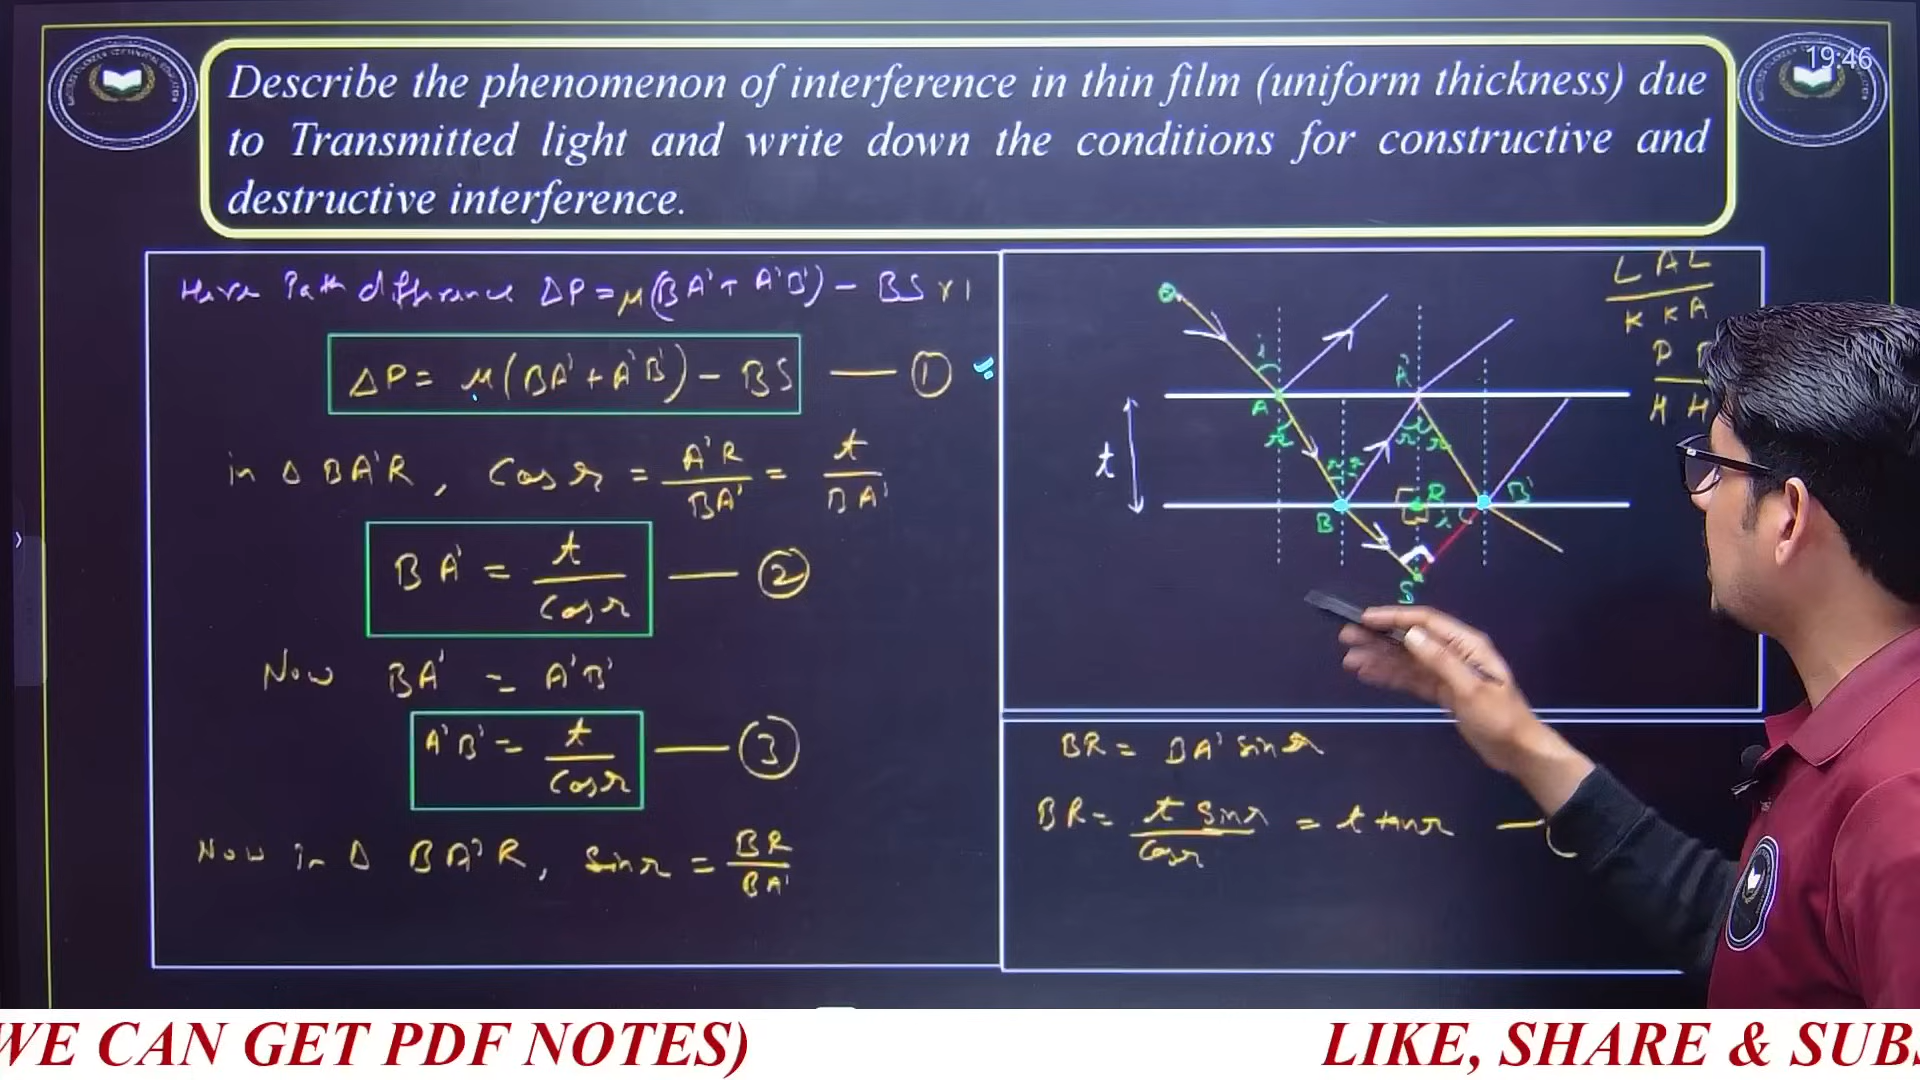 19:46
Describe the phenomenon of interference in thin film (uniform thickness) due
to Transmitted light and write down the conditions for constructive and
destructive interference.
Here Path difference ΔP = μ(BA' + A'B') - BS × 1
ΔP = μ(BA' + A'B') - BS — ①
in Δ BA'R, Cos r = A'R/BA' = t/BA'
BA' = t/Cos r — ②
Now BA' = A'B'
A'B' = t/Cos r — ③
Now in Δ BA'R, Sin r = BR/BA'
L A L
K K A
P
H H
i
A
A'
r
r
r
r
r
t
B
R
i
B'
S
BR = BA' Sin r
BR = t Sin r/Cos r = t tan r —
WE CAN GET PDF NOTES)
LIKE, SHARE & SUBS